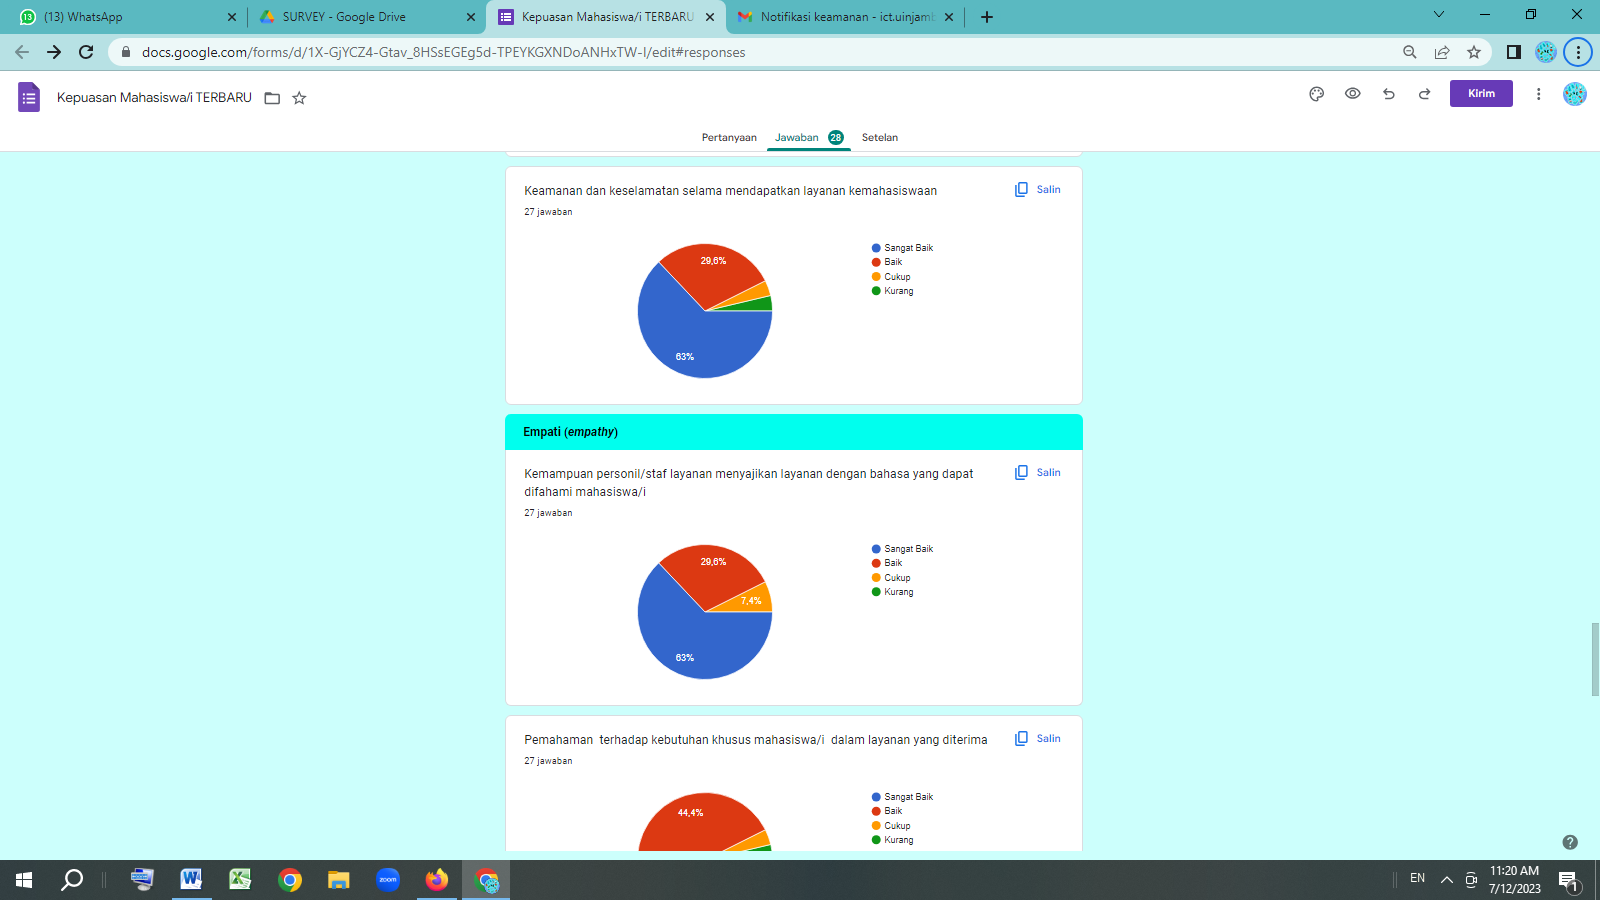 13
(13) WhatsApp
SURVEY - Google Drive
Kepuasan Mahasiswa/i TERBARU
Notifikasi keamanan - ict.uinjamb
docs.google.com/forms/d/1X-GjYCZ4-Gtav_8HSsEGEg5d-TPEYKGXNDoANHxTW-I/edit#responses
Kepuasan Mahasiswa/i TERBARU
Kirim
Pertanyaan
Jawaban 28
Setelan
Keamanan dan keselamatan selama mendapatkan layanan kemahasiswaan
Salin
27 jawaban
Sangat Baik
Baik
Cukup
Kurang
29,6%
63%
Empati (empathy)
Kemampuan personil/staf layanan menyajikan layanan dengan bahasa yang dapat
difahami mahasiswa/i
Salin
27 jawaban
Sangat Baik
Baik
Cukup
Kurang
29,6%
7,4%
63%
Pemahaman  terhadap kebutuhan khusus mahasiswa/i  dalam layanan yang diterima
Salin
27 jawaban
Sangat Baik
Baik
Cukup
Kurang
44,4%
zoom
EN
11:20 AM
7/12/2023
1